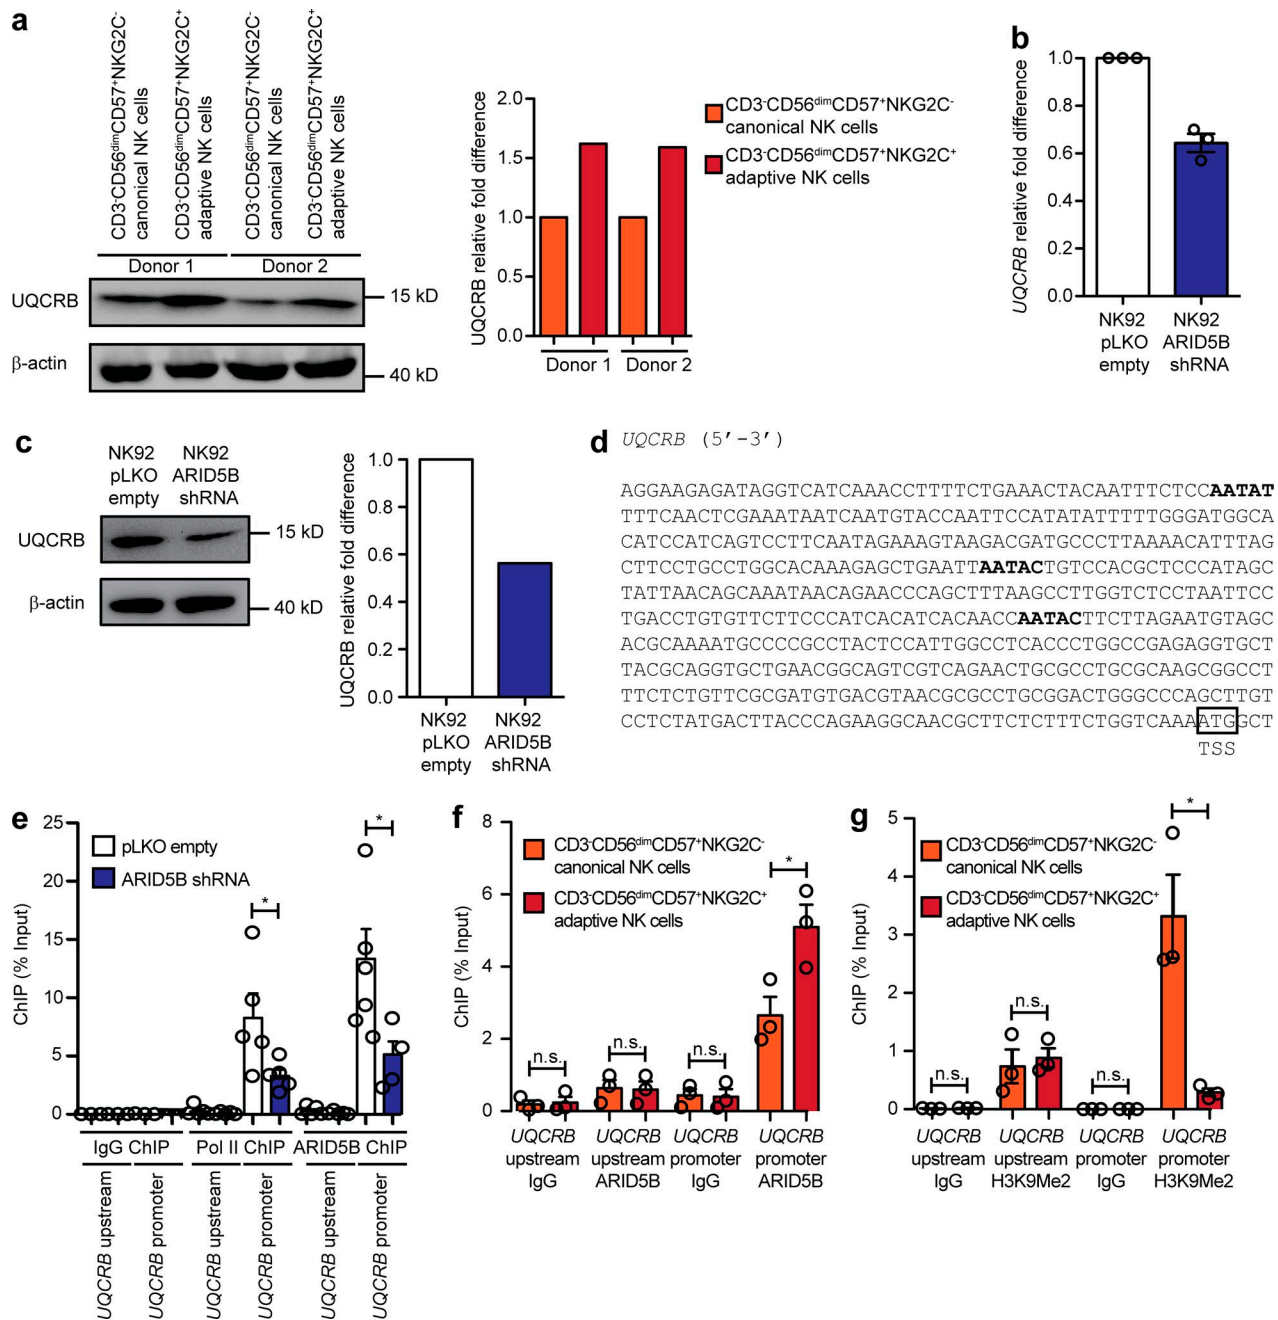 a
CD3-CD56dimCD57+NKG2C-
canonical NK cells
CD3-CD56dimCD57+NKG2C+
adaptive NK cells
CD3-CD56dimCD57+NKG2C-
canonical NK cells
CD3-CD56dimCD57+NKG2C+
adaptive NK cells
Donor 1
Donor 2
UQCRB
15 kD
β-actin
40 kD
UQCRB relative fold difference
2.0
1.5
1.0
0.5
0.0
Donor 1
Donor 2
CD3-CD56dimCD57+NKG2C-
canonical NK cells
CD3-CD56dimCD57+NKG2C+
adaptive NK cells
b
UQCRB relative fold difference
1.0
0.8
0.6
0.4
0.2
0.0
NK92
pLKO
empty
NK92
ARID5B
shRNA
c
NK92
pLKO
empty
NK92
ARID5B
shRNA
UQCRB
15 kD
β-actin
40 kD
UQCRB relative fold difference
1.0
0.8
0.6
0.4
0.2
0.0
NK92
pLKO
empty
NK92
ARID5B
shRNA
d
UQCRB (5′-3′)
AGGAAGAGATAGGTCATCAAACCTTTTCTGAAACTACAATTTCTCCAATAT
TTTCAACTCGAAATAATCAATGTACCAATTCCATATATTTTTGGGATGGCA
CATCCATCAGTCCTTCAATAGAAAGTAAGACGATGCCCTTAAAACATTTAG
CTTCCTGCCTGGCACAAAGAGCTGAATTAATACTGTCCACGCTCCCATAGC
TATTAACAGCAAATAACAGAACCCAGCTTTAAGCCTTGGTCTCCTAATTCC
TGACCTGTGTTCTTCCCATCACATCACAACCAATACTTCTTAGAATGTAGC
ACGCAAAATGCCCCGCCTACTCCATTGGCCTCACCCTGGCCGAGAGGTGCT
TACGCAGGTGCTGAACGGCAGTCGTCAGAACTGCGCCTGCGCAAGCGGCCT
TTCTCTGTTCGCGATGTGACGTAACGCGCCTGCGGACTGGGCCCAGCTTGT
CCTCTATGACTTACCCAGAAGGCAACGCTTCTCTTTCTGGTCAAAATGGCT
TSS
e
ChIP (% Input)
25
20
15
10
5
0
pLKO empty
ARID5B shRNA
*
*
IgG ChIP
Pol II ChIP
ARID5B ChIP
UQCRB upstream
UQCRB promoter
UQCRB upstream
UQCRB promoter
UQCRB upstream
UQCRB promoter
f
ChIP (% Input)
8
6
4
2
0
CD3-CD56dimCD57+NKG2C-
canonical NK cells
CD3-CD56dimCD57+NKG2C+
adaptive NK cells
n.s.
n.s.
n.s.
*
UQCRB
upstream
IgG
UQCRB
upstream
ARID5B
UQCRB
promoter
IgG
UQCRB
promoter
ARID5B
g
ChIP (% Input)
5
4
3
2
1
0
CD3-CD56dimCD57+NKG2C-
canonical NK cells
CD3-CD56dimCD57+NKG2C+
adaptive NK cells
n.s.
n.s.
n.s.
*
UQCRB
upstream
IgG
UQCRB
upstream
H3K9Me2
UQCRB
promoter
IgG
UQCRB
promoter
H3K9Me2